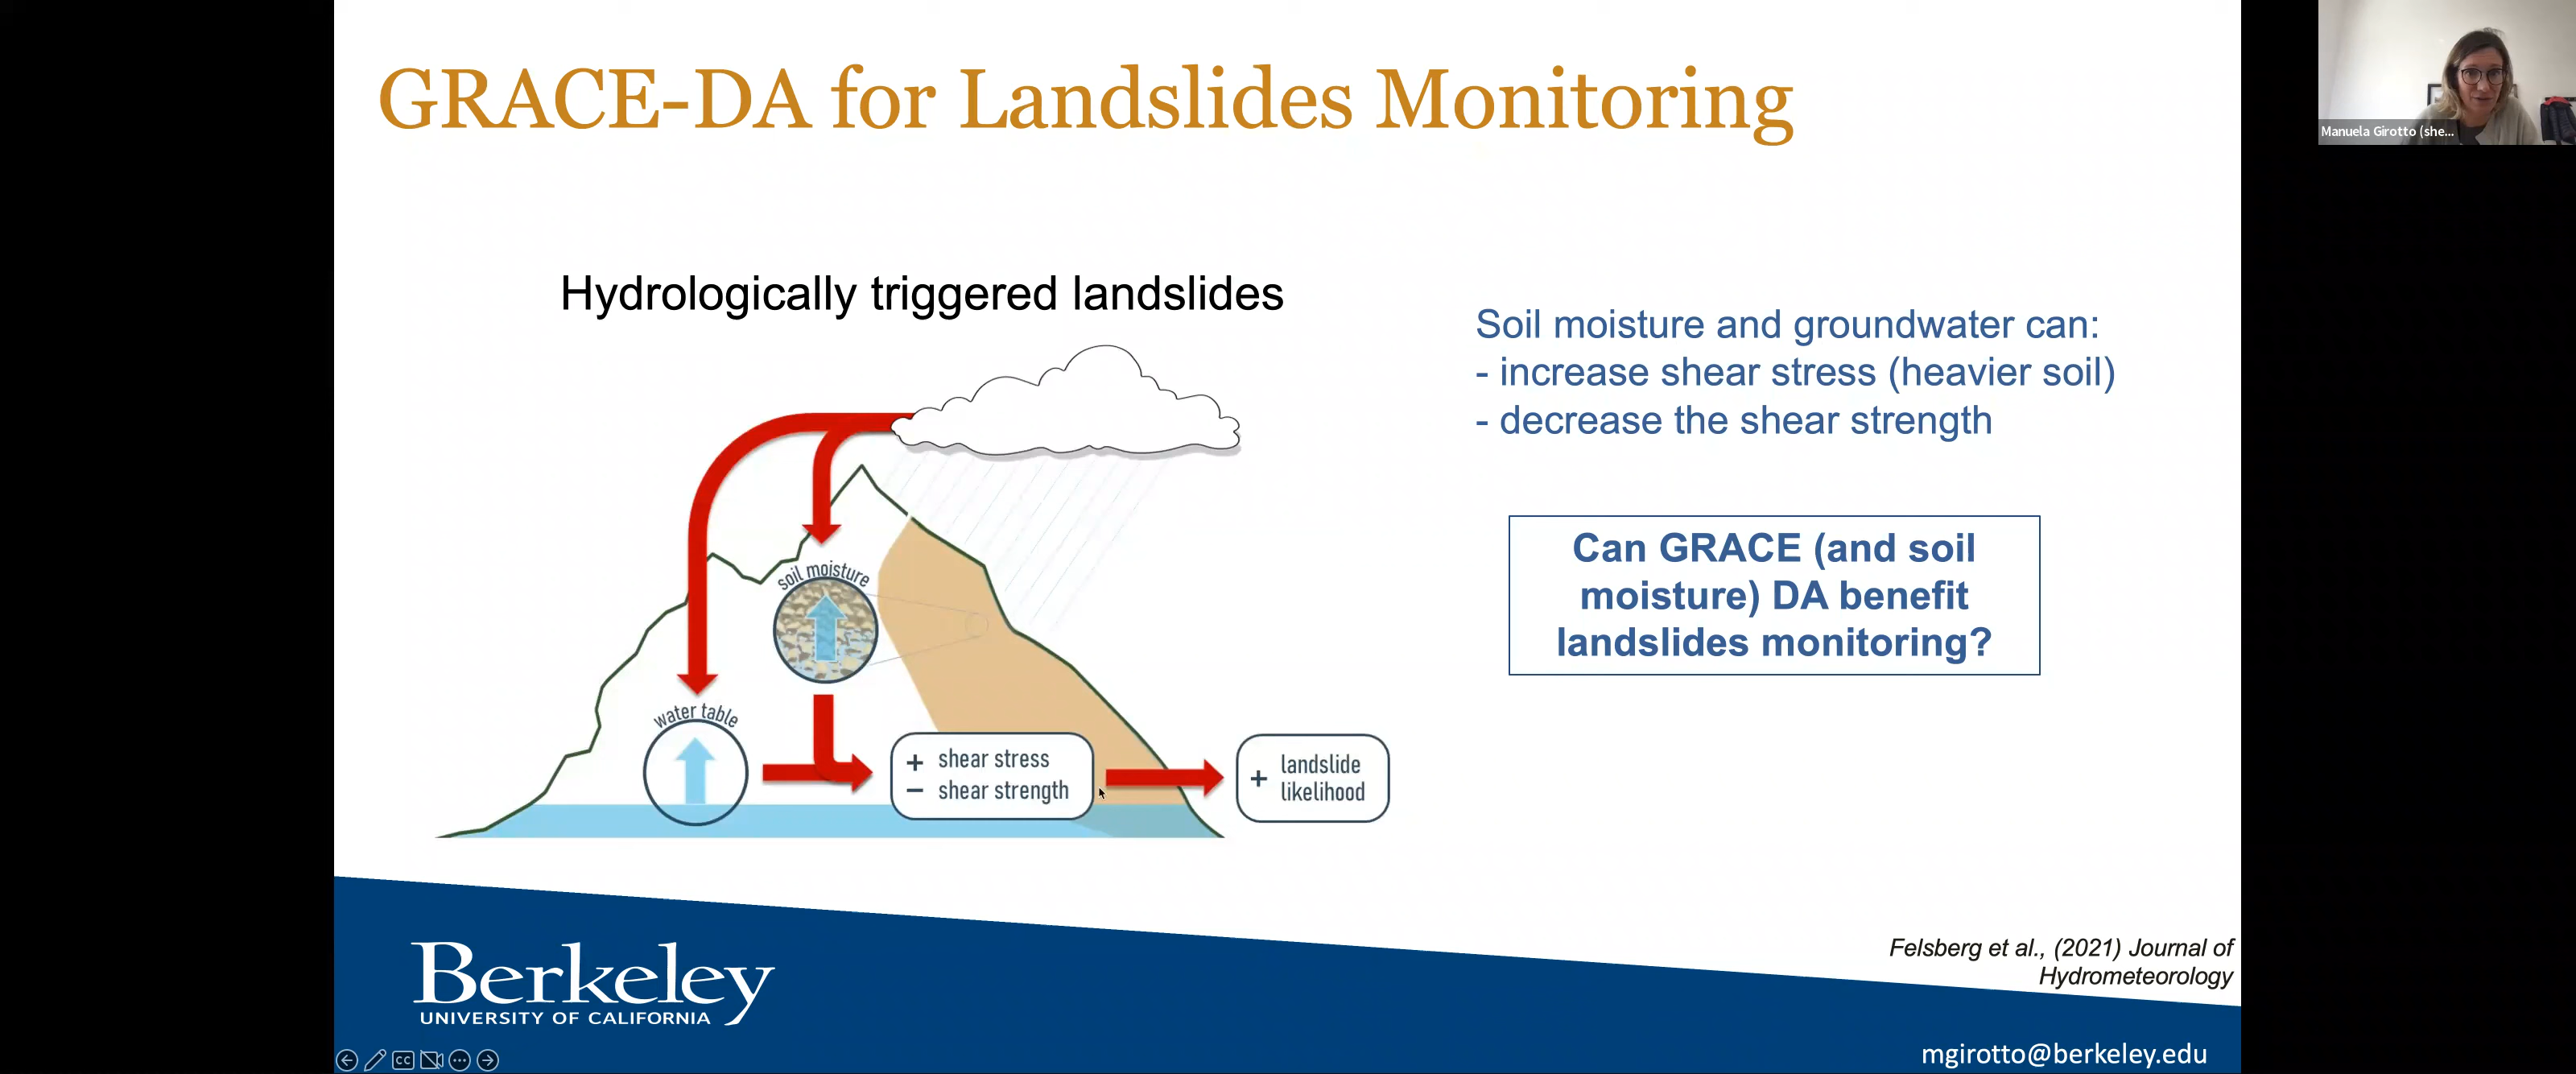 GRACE-DA for Landslides Monitoring
Manuela Girotto (she...
Hydrologically triggered landslides
Soil moisture and groundwater can:
- increase shear stress (heavier soil)
- decrease the shear strength
Can GRACE (and soil
moisture) DA benefit
landslides monitoring?
soil moisture
water table
+ shear stress
− shear strength
+ landslide
likelihood
Berkeley
UNIVERSITY OF CALIFORNIA
Felsberg et al., (2021) Journal of
Hydrometeorology
mgirotto@berkeley.edu
CC